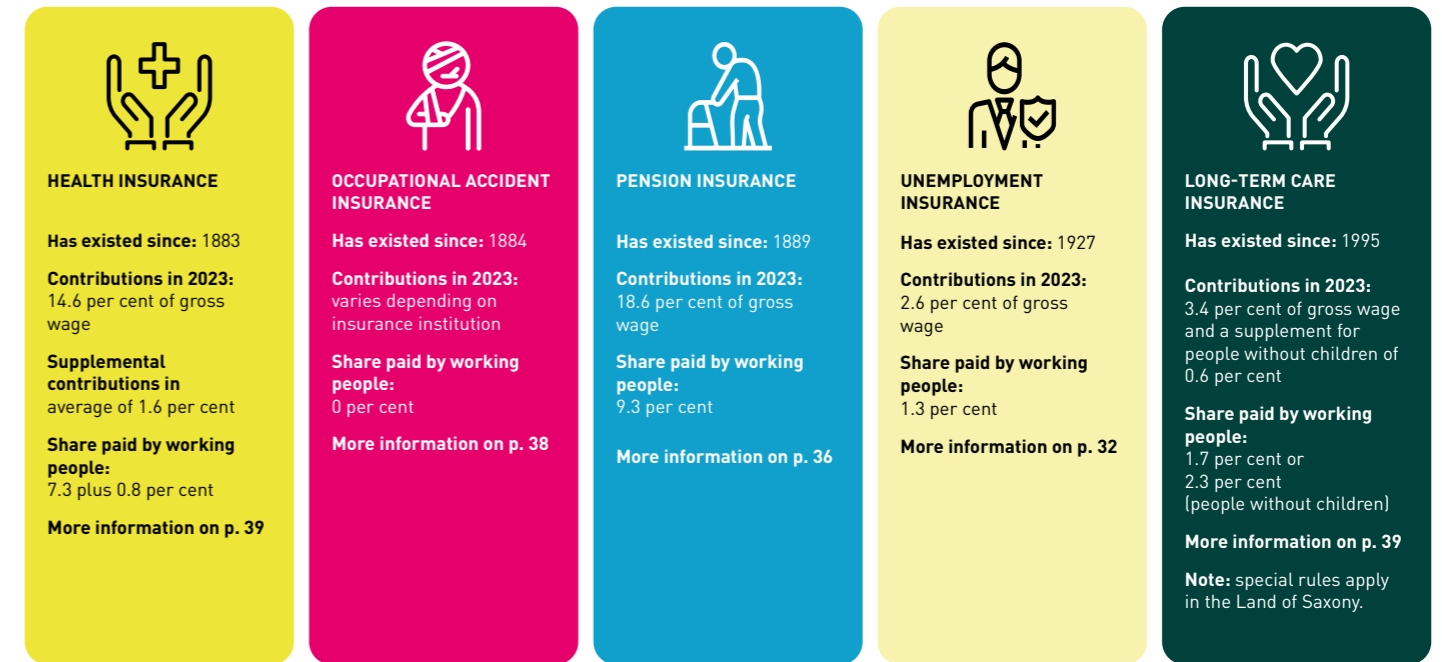 HEALTH INSURANCE
Has existed since: 1883
Contributions in 2023:
14.6 per cent of gross
wage
Supplemental
contributions in
average of 1.6 per cent
Share paid by working
people:
7.3 plus 0.8 per cent
More information on p. 39
OCCUPATIONAL ACCIDENT
INSURANCE
Has existed since: 1884
Contributions in 2023:
varies depending on
insurance institution
Share paid by working
people:
0 per cent
More information on p. 38
PENSION INSURANCE
Has existed since: 1889
Contributions in 2023:
18.6 per cent of gross
wage
Share paid by working
people:
9.3 per cent
More information on p. 36
UNEMPLOYMENT
INSURANCE
Has existed since: 1927
Contributions in 2023:
2.6 per cent of gross
wage
Share paid by working
people:
1.3 per cent
More information on p. 32
LONG-TERM CARE
INSURANCE
Has existed since: 1995
Contributions in 2023:
3.4 per cent of gross wage
and a supplement for
people without children of
0.6 per cent
Share paid by working
people:
1.7 per cent or
2.3 per cent
(people without children)
More information on p. 39
Note: special rules apply
in the Land of Saxony.